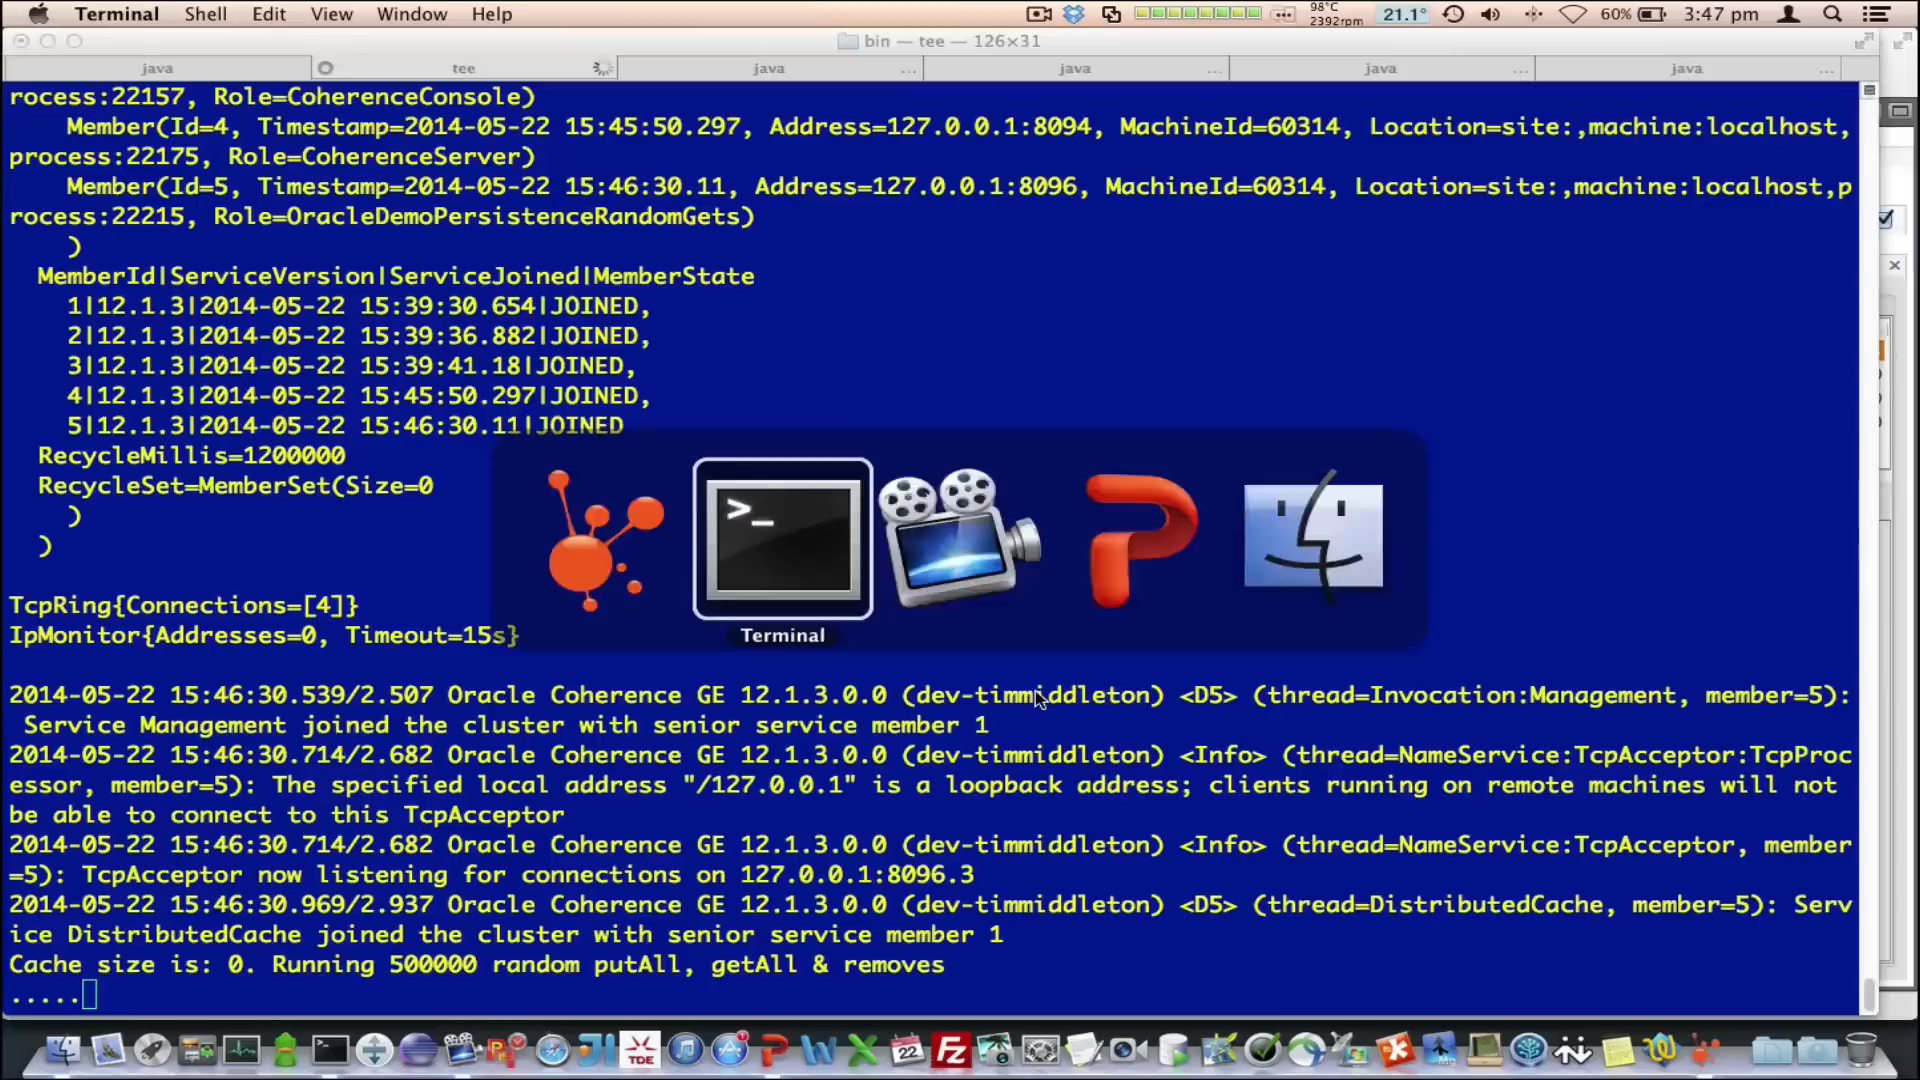 Terminal Shell Edit View Window Help 98°C 2392rpm 21.1° 60% 3:47 pm
bin — tee — 126×31
java tee java ... java ... java ... java ...
rocess:22157, Role=CoherenceConsole)
Member(Id=4, Timestamp=2014-05-22 15:45:50.297, Address=127.0.0.1:8094, MachineId=60314, Location=site:,machine:localhost,
process:22175, Role=CoherenceServer)
Member(Id=5, Timestamp=2014-05-22 15:46:30.11, Address=127.0.0.1:8096, MachineId=60314, Location=site:,machine:localhost,p
rocess:22215, Role=OracleDemoPersistenceRandomGets)
)
MemberId|ServiceVersion|ServiceJoined|MemberState
1|12.1.3|2014-05-22 15:39:30.654|JOINED,
2|12.1.3|2014-05-22 15:39:36.882|JOINED,
3|12.1.3|2014-05-22 15:39:41.18|JOINED,
4|12.1.3|2014-05-22 15:45:50.297|JOINED,
5|12.1.3|2014-05-22 15:46:30.11|JOINED
RecycleMillis=1200000
RecycleSet=MemberSet(Size=0
)
)
TcpRing{Connections=[4]}
IpMonitor{Addresses=0, Timeout=15s}
Terminal
2014-05-22 15:46:30.539/2.507 Oracle Coherence GE 12.1.3.0.0 (dev-timmiddleton) <D5> (thread=Invocation:Management, member=5):
Service Management joined the cluster with senior service member 1
2014-05-22 15:46:30.714/2.682 Oracle Coherence GE 12.1.3.0.0 (dev-timmiddleton) <Info> (thread=NameService:TcpAcceptor:TcpProc
essor, member=5): The specified local address "/127.0.0.1" is a loopback address; clients running on remote machines will not
be able to connect to this TcpAcceptor
2014-05-22 15:46:30.714/2.682 Oracle Coherence GE 12.1.3.0.0 (dev-timmiddleton) <Info> (thread=NameService:TcpAcceptor, member
=5): TcpAcceptor now listening for connections on 127.0.0.1:8096.3
2014-05-22 15:46:30.969/2.937 Oracle Coherence GE 12.1.3.0.0 (dev-timmiddleton) <D5> (thread=DistributedCache, member=5): Serv
ice DistributedCache joined the cluster with senior service member 1
Cache size is: 0. Running 500000 random putAll, getAll & removes
.....
TDE 22 FZ